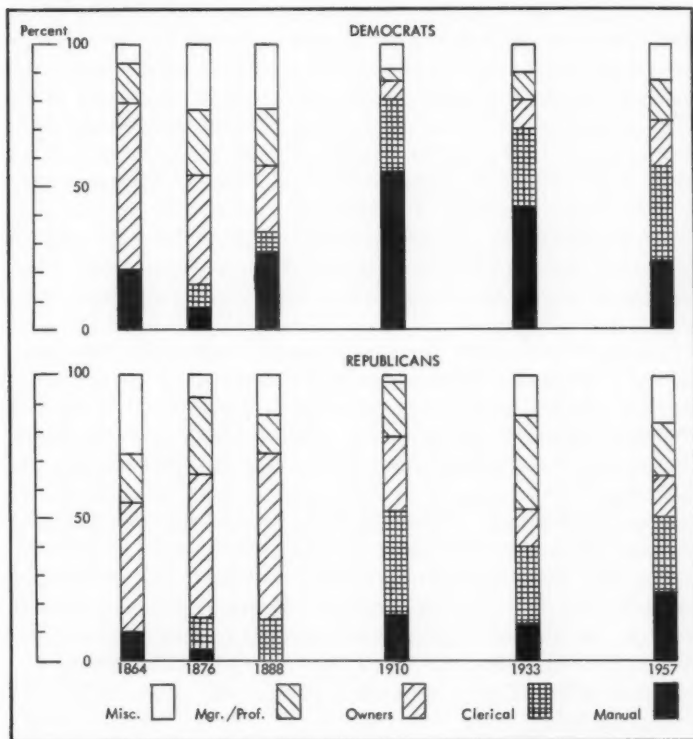 Percent
DEMOCRATS
100
50
0
REPUBLICANS
100
50
0
1864 1876 1888 1910 1933 1957
Misc. Mgr./Prof. Owners Clerical Manual